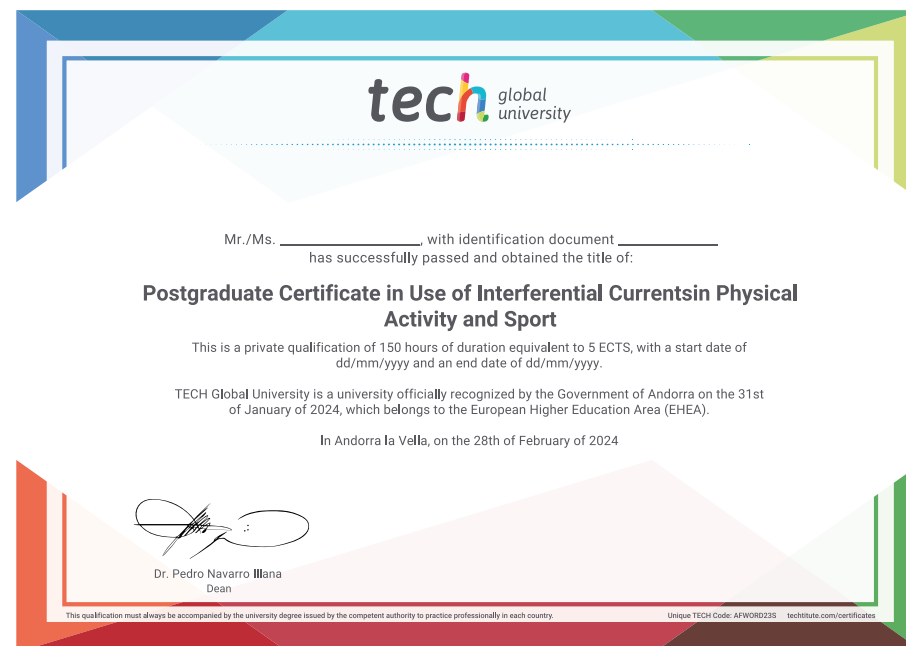 tech global
university
Mr./Ms. ____________, with identification document ____________
has successfully passed and obtained the title of:
Postgraduate Certificate in Use of Interferential Currentsin Physical
Activity and Sport
This is a private qualification of 150 hours of duration equivalent to 5 ECTS, with a start date of
dd/mm/yyyy and an end date of dd/mm/yyyy.
TECH Global University is a university officially recognized by the Government of Andorra on the 31st
of January of 2024, which belongs to the European Higher Education Area (EHEA).
In Andorra la Vella, on the 28th of February of 2024
Dr. Pedro Navarro Illana
Dean
This qualification must always be accompanied by the university degree issued by the competent authority to practice professionally in each country.
Unique TECH Code: AFWORD23S techtitute.com/certificates